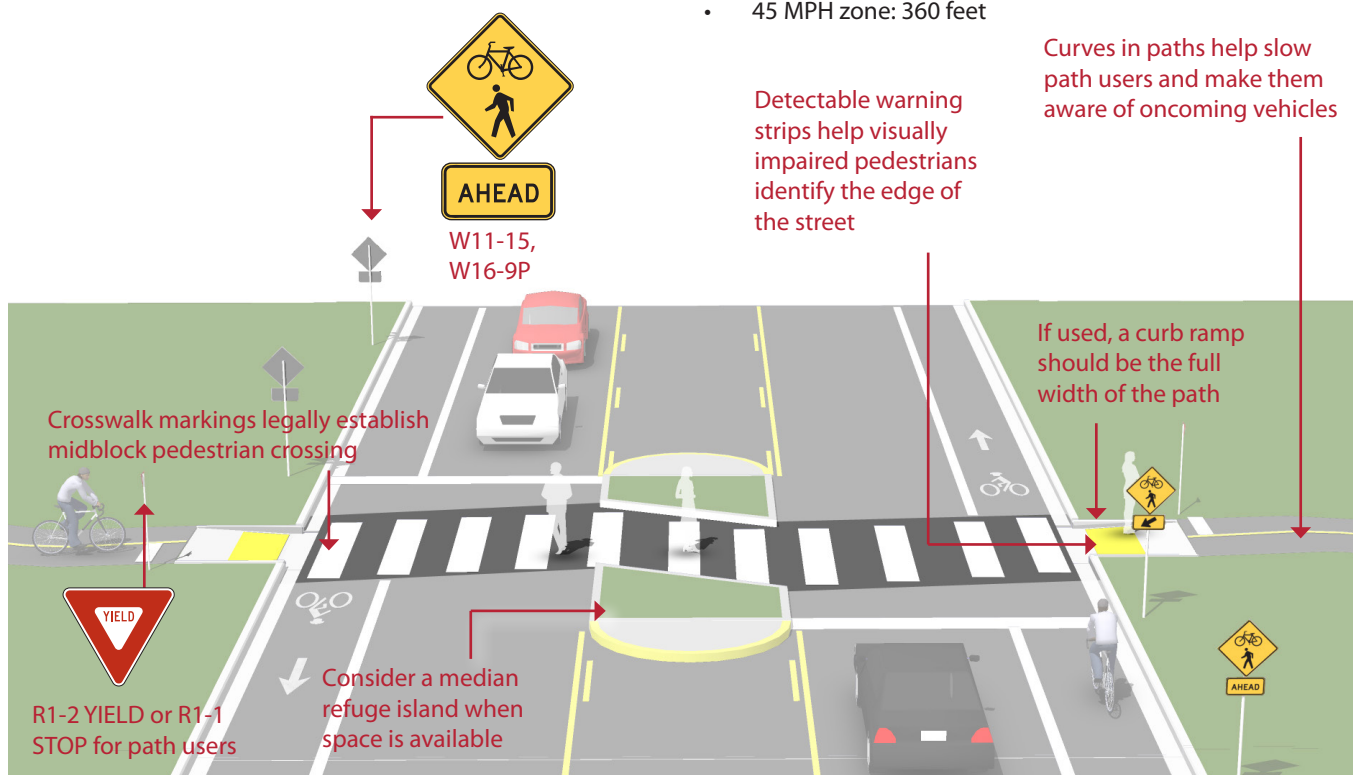 • 45 MPH zone: 360 feet
Curves in paths help slow
path users and make them
aware of oncoming vehicles
Detectable warning
strips help visually
impaired pedestrians
identify the edge of
the street
AHEAD
W11-15,
W16-9P
If used, a curb ramp
should be the full
width of the path
Crosswalk markings legally establish
midblock pedestrian crossing
YIELD
R1-2 YIELD or R1-1
STOP for path users
Consider a median
refuge island when
space is available
AHEAD